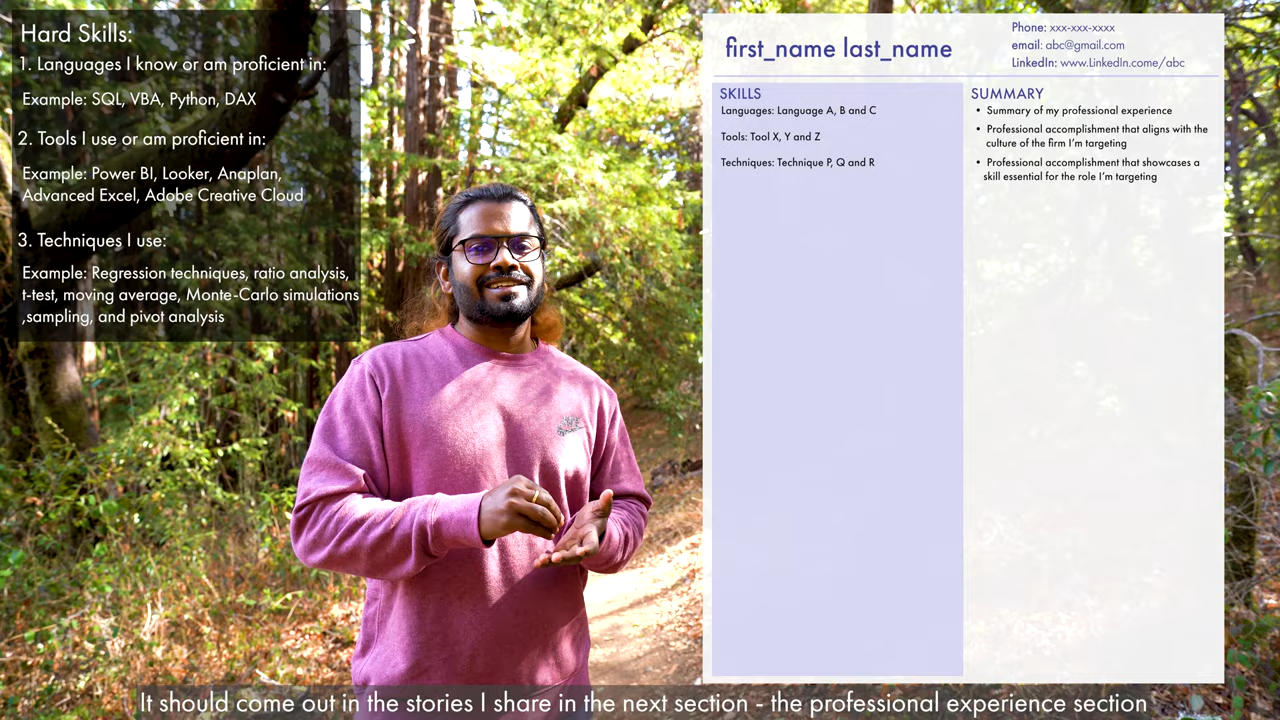 Hard Skills:
1. Languages I know or am proficient in:
Example: SQL, VBA, Python, DAX
2. Tools I use or am proficient in:
Example: Power BI, Looker, Anaplan,
Advanced Excel, Adobe Creative Cloud
3. Techniques I use:
Example: Regression techniques, ratio analysis,
t-test, moving average, Monte-Carlo simulations
,sampling, and pivot analysis
first_name last_name
Phone: xxx-xxx-xxxx
email: abc@gmail.com
LinkedIn: www.LinkedIn.come/abc
SKILLS
Languages: Language A, B and C
Tools: Tool X, Y and Z
Techniques: Technique P, Q and R
SUMMARY
• Summary of my professional experience
• Professional accomplishment that aligns with the
culture of the firm I'm targeting
• Professional accomplishment that showcases a
skill essential for the role I'm targeting
It should come out in the stories I share in the next section - the professional experience section